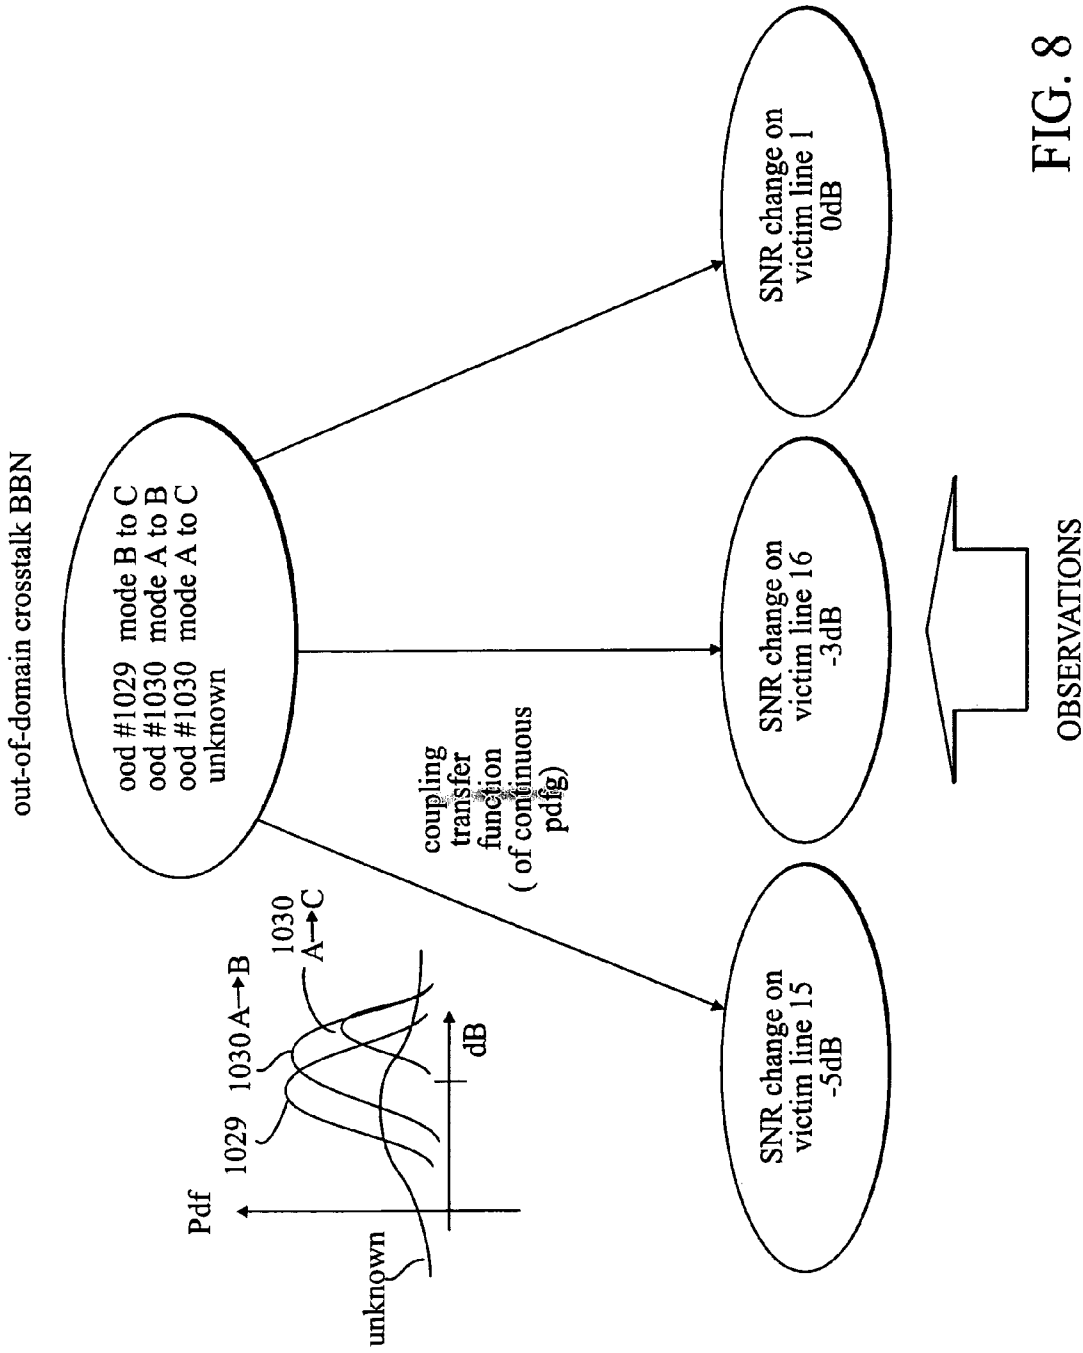 out-of-domain crosstalk BBN
ood #1029 mode B to C
ood #1030 mode A to B
ood #1030 mode A to C
unknown
Pdf
1029
1030 A→B
1030
A→C
dB
unknown
coupling
transfer
function
( of continuous
pdfg)
SNR change on
victim line 15
-5dB
SNR change on
victim line 16
-3dB
SNR change on
victim line 1
0dB
OBSERVATIONS
FIG. 8